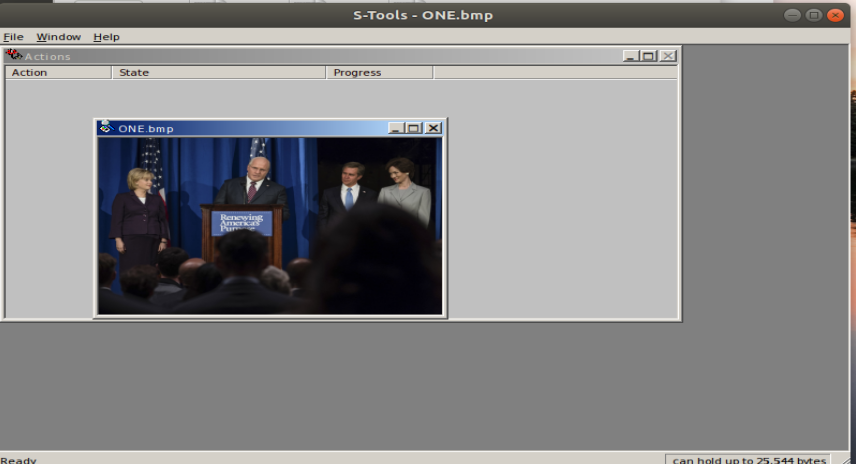 S-Tools - ONE.bmp
File Window Help
Actions
Action State Progress
ONE.bmp
Renewing
America's
Purpose
Ready can hold up to 25,544 bytes